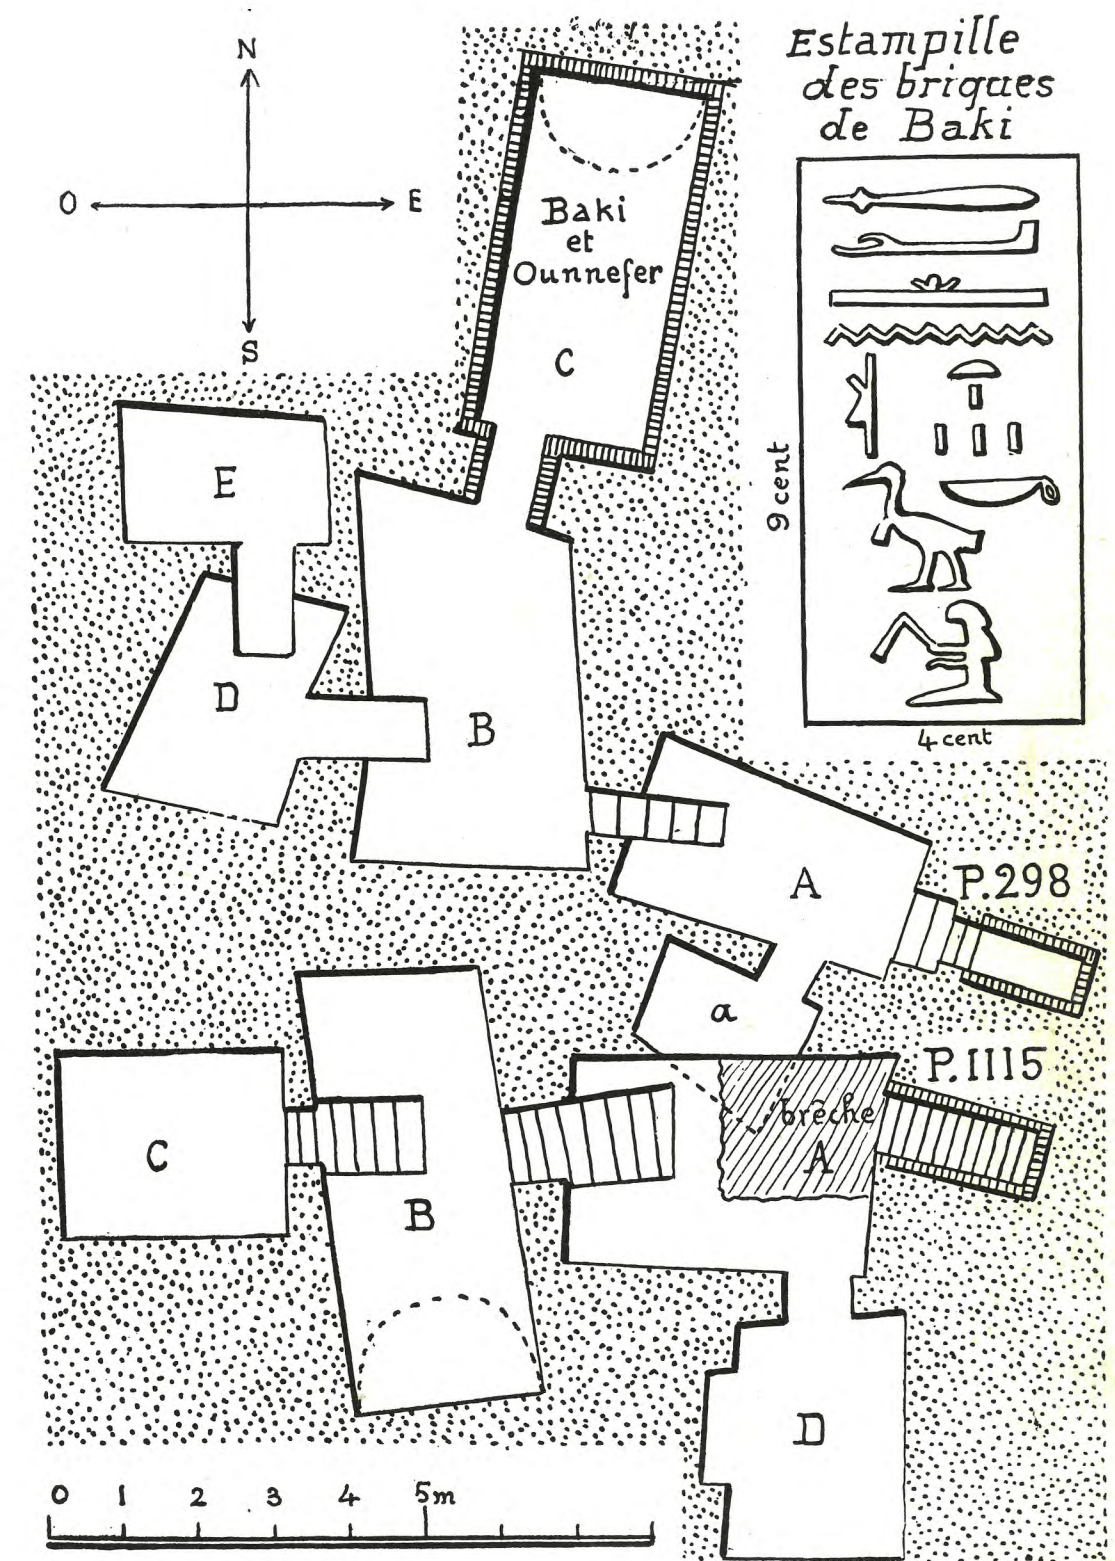 Estampille
des briques
de Baki
N
O
E
S
Baki
et
Ounnefer
C
E
D
B
9 cent
4 cent
A
P.298
a
P.1115
brêche
A
C
B
D
0 1 2 3 4 5m